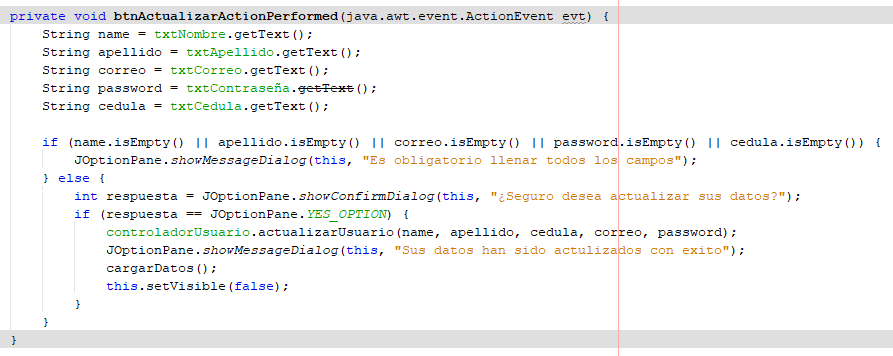 private void btnActualizarActionPerformed(java.awt.event.ActionEvent evt) {
    String name = txtNombre.getText();
    String apellido = txtApellido.getText();
    String correo = txtCorreo.getText();
    String password = txtContraseña.getText();
    String cedula = txtCedula.getText();

    if (name.isEmpty() || apellido.isEmpty() || correo.isEmpty() || password.isEmpty() || cedula.isEmpty()) {
        JOptionPane.showMessageDialog(this, "Es obligatorio llenar todos los campos");
    } else {
        int respuesta = JOptionPane.showConfirmDialog(this, "¿Seguro desea actualizar sus datos?");
        if (respuesta == JOptionPane.YES_OPTION) {
            controladorUsuario.actualizarUsuario(name, apellido, cedula, correo, password);
            JOptionPane.showMessageDialog(this, "Sus datos han sido actulizados con exito");
            cargarDatos();
            this.setVisible(false);
        }
    }
}